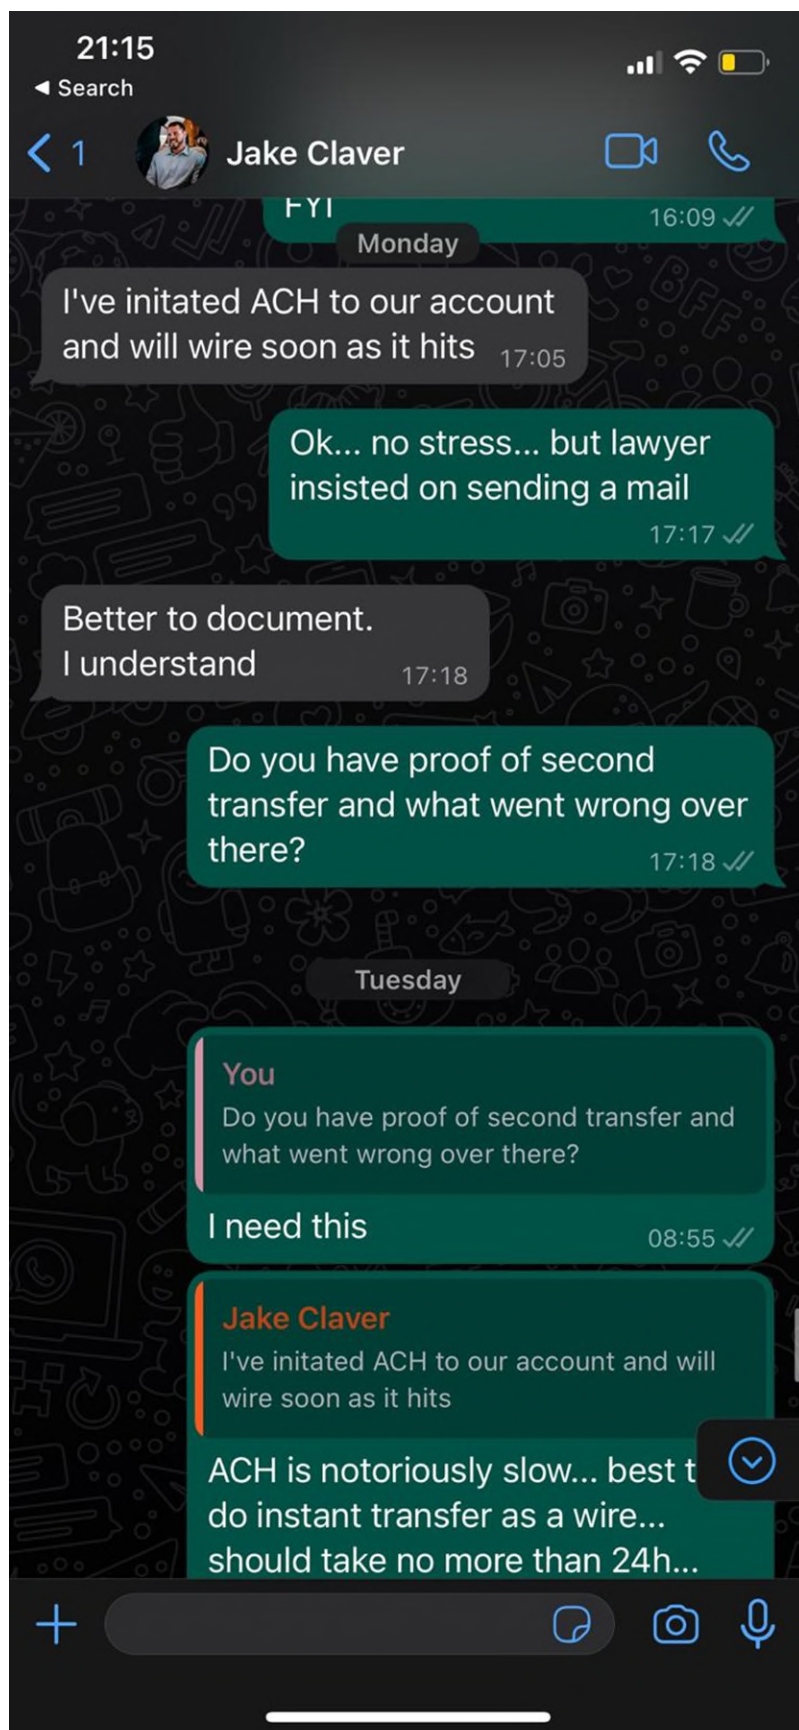 21:15
Search
1
Jake Claver
FYI
16:09
Monday
I've initated ACH to our account
and will wire soon as it hits 17:05
Ok... no stress... but lawyer
insisted on sending a mail
17:17
Better to document.
I understand 17:18
Do you have proof of second
transfer and what went wrong over
there? 17:18
Tuesday
You
Do you have proof of second transfer and
what went wrong over there?
I need this 08:55
Jake Claver
I've initated ACH to our account and will
wire soon as it hits
ACH is notoriously slow... best t
do instant transfer as a wire...
should take no more than 24h...